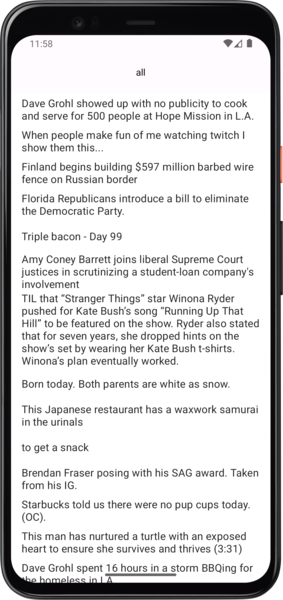 11:58
all
Dave Grohl showed up with no publicity to cook
and serve for 500 people at Hope Mission in L.A.
When people make fun of me watching twitch I
show them this...
Finland begins building $597 million barbed wire
fence on Russian border
Florida Republicans introduce a bill to eliminate
the Democratic Party.
Triple bacon - Day 99
Amy Coney Barrett joins liberal Supreme Court
justices in scrutinizing a student-loan company's
involvement
TIL that “Stranger Things” star Winona Ryder
pushed for Kate Bush’s song “Running Up That
Hill” to be featured on the show. Ryder also stated
that for seven years, she dropped hints on the
show’s set by wearing her Kate Bush t-shirts.
Winona’s plan eventually worked.
Born today. Both parents are white as snow.
This Japanese restaurant has a waxwork samurai
in the urinals
to get a snack
Brendan Fraser posing with his SAG award. Taken
from his IG.
Starbucks told us there were no pup cups today.
(OC).
This man has nurtured a turtle with an exposed
heart to ensure she survives and thrives (3:31)
Dave Grohl spent 16 hours in a storm BBQing for
the homeless in LA